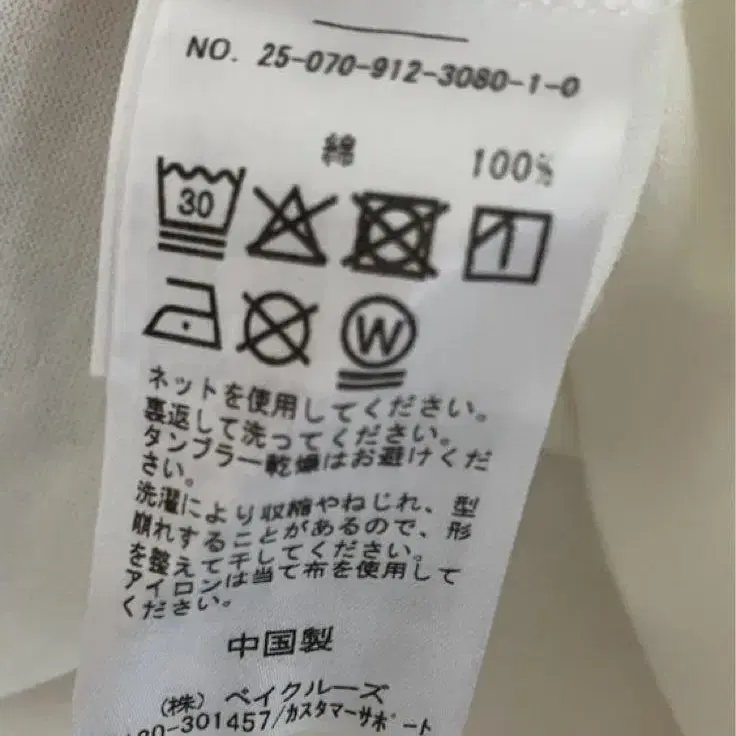 NO. 25-070-912-3080-1-0
綿 100%
30
W
ネットを使用してください。
裏返して洗ってください。
タンブラー乾燥はお避けくだ
さい。
洗濯により収縮やねじれ、型
崩れすることがあるので、形
を整えて干してください。
アイロンは当て布を使用して
ください。
中国製
(株) ベイクルーズ
20-301457/カスタマーサポート